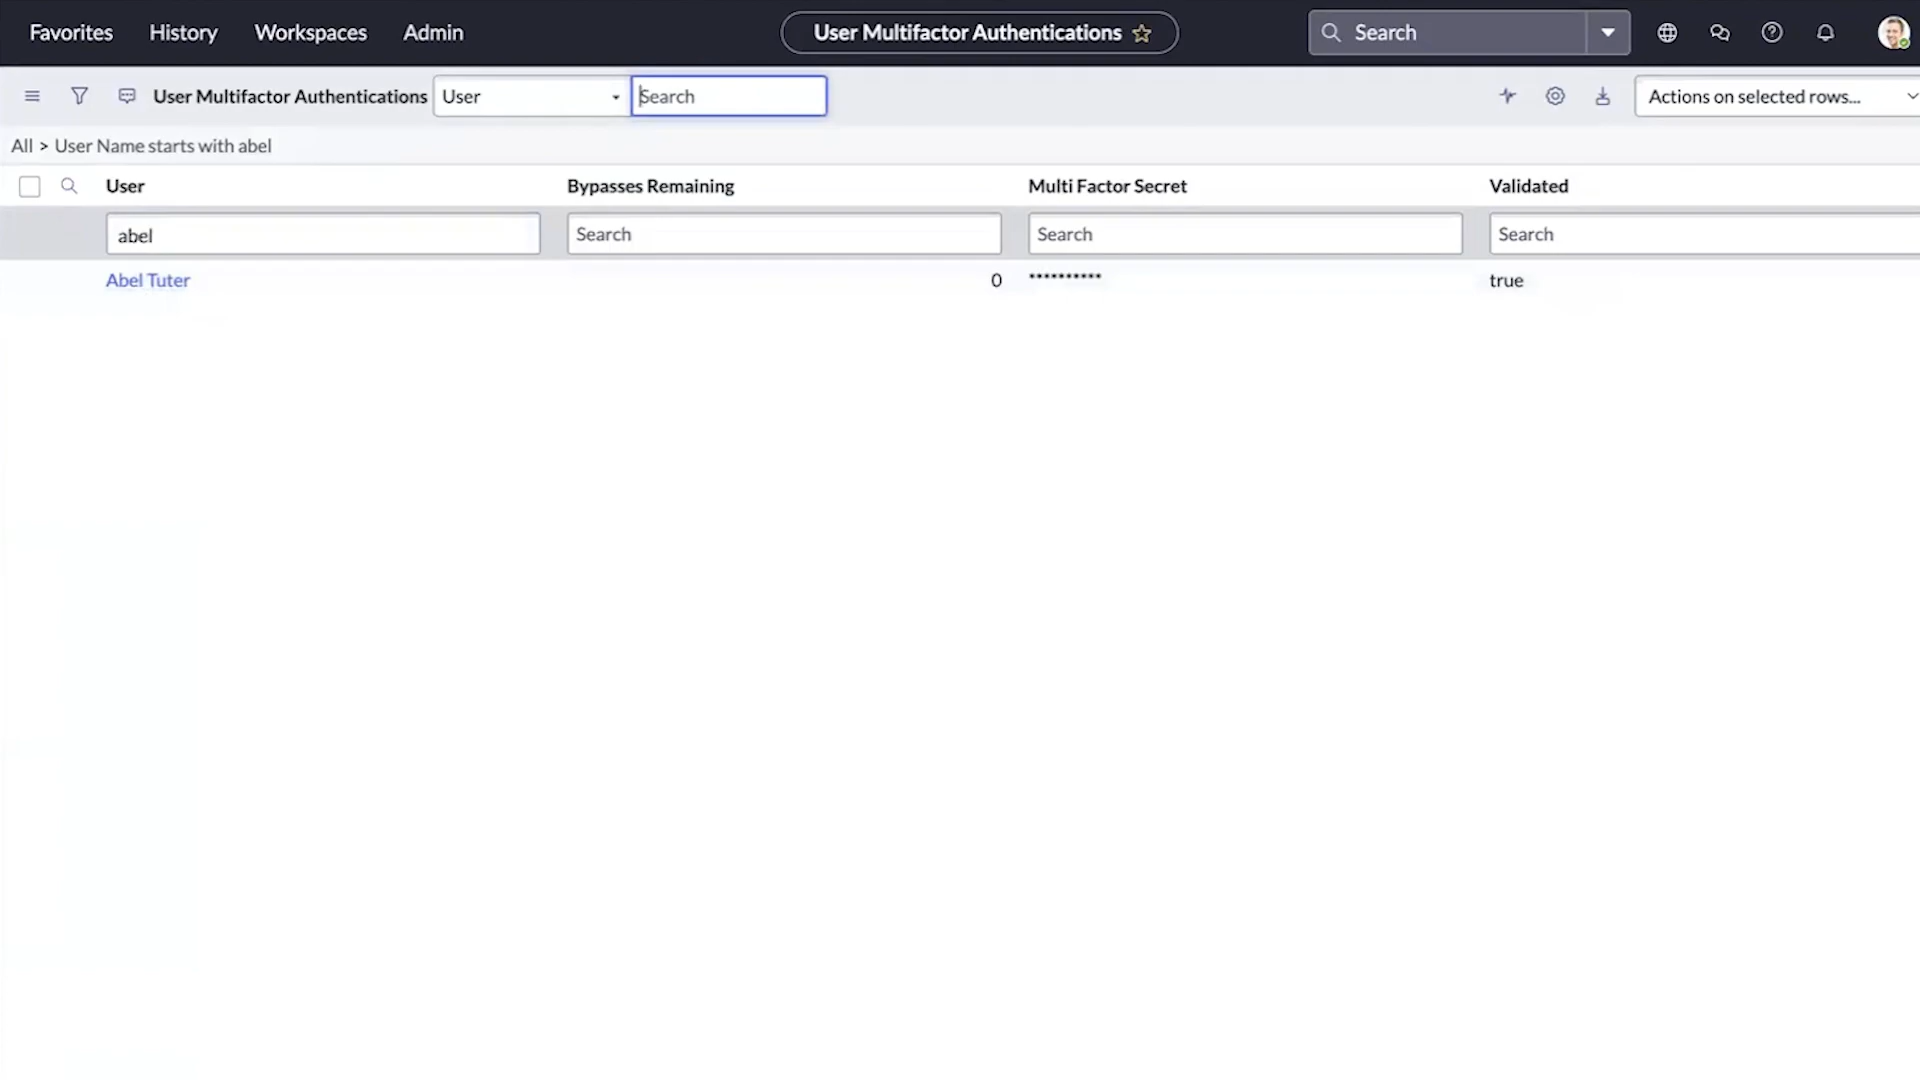 Favorites History Workspaces Admin User Multifactor Authentications Search
User Multifactor Authentications User Search Actions on selected rows...
All > User Name starts with abel
User Bypasses Remaining Multi Factor Secret Validated
abel Search Search Search
Abel Tuter 0 ********** true